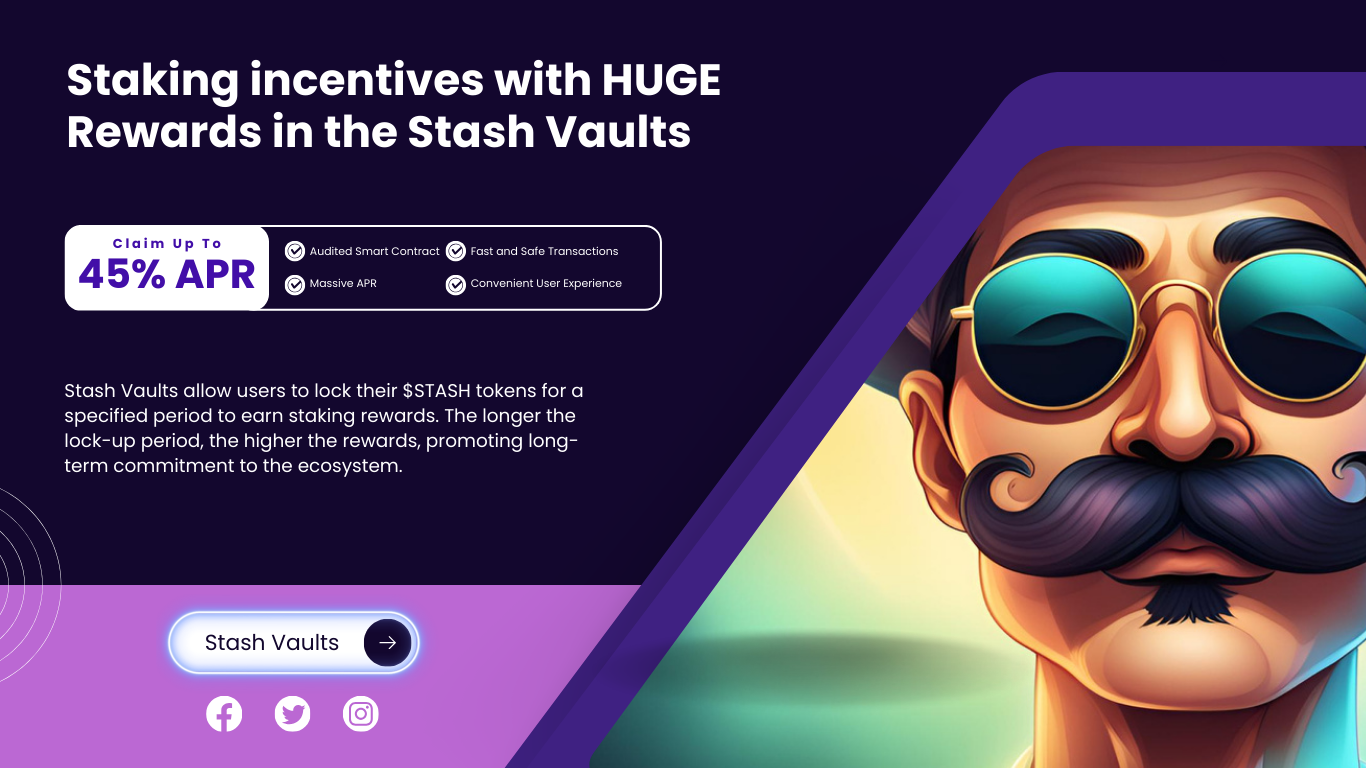 Staking incentives with HUGE
Rewards in the Stash Vaults
Claim Up To
45% APR
Audited Smart Contract
Fast and Safe Transactions
Massive APR
Convenient User Experience
Stash Vaults allow users to lock their $STASH tokens for a
specified period to earn staking rewards. The longer the
lock-up period, the higher the rewards, promoting long-
term commitment to the ecosystem.
Stash Vaults